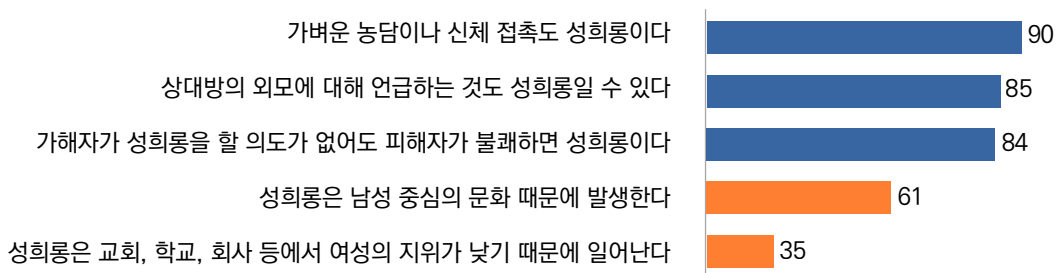 가벼운 농담이나 신체 접촉도 성희롱이다 90
상대방의 외모에 대해 언급하는 것도 성희롱일 수 있다 85
가해자가 성희롱을 할 의도가 없어도 피해자가 불쾌하면 성희롱이다 84
성희롱은 남성 중심의 문화 때문에 발생한다 61
성희롱은 교회, 학교, 회사 등에서 여성의 지위가 낮기 때문에 일어난다 35